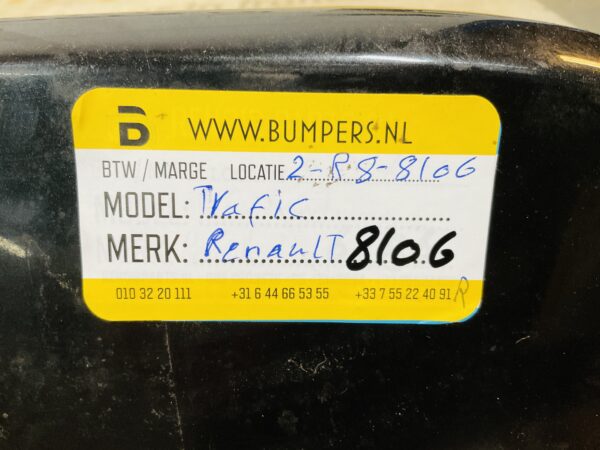 B WWW.BUMPERS.NL
BTW / MARGE LOCATIE 2-R8-8106
MODEL: Trafic
MERK: Renault 8106
010 32 20 111 +31 6 44 66 53 55 +33 7 55 22 40 91 R